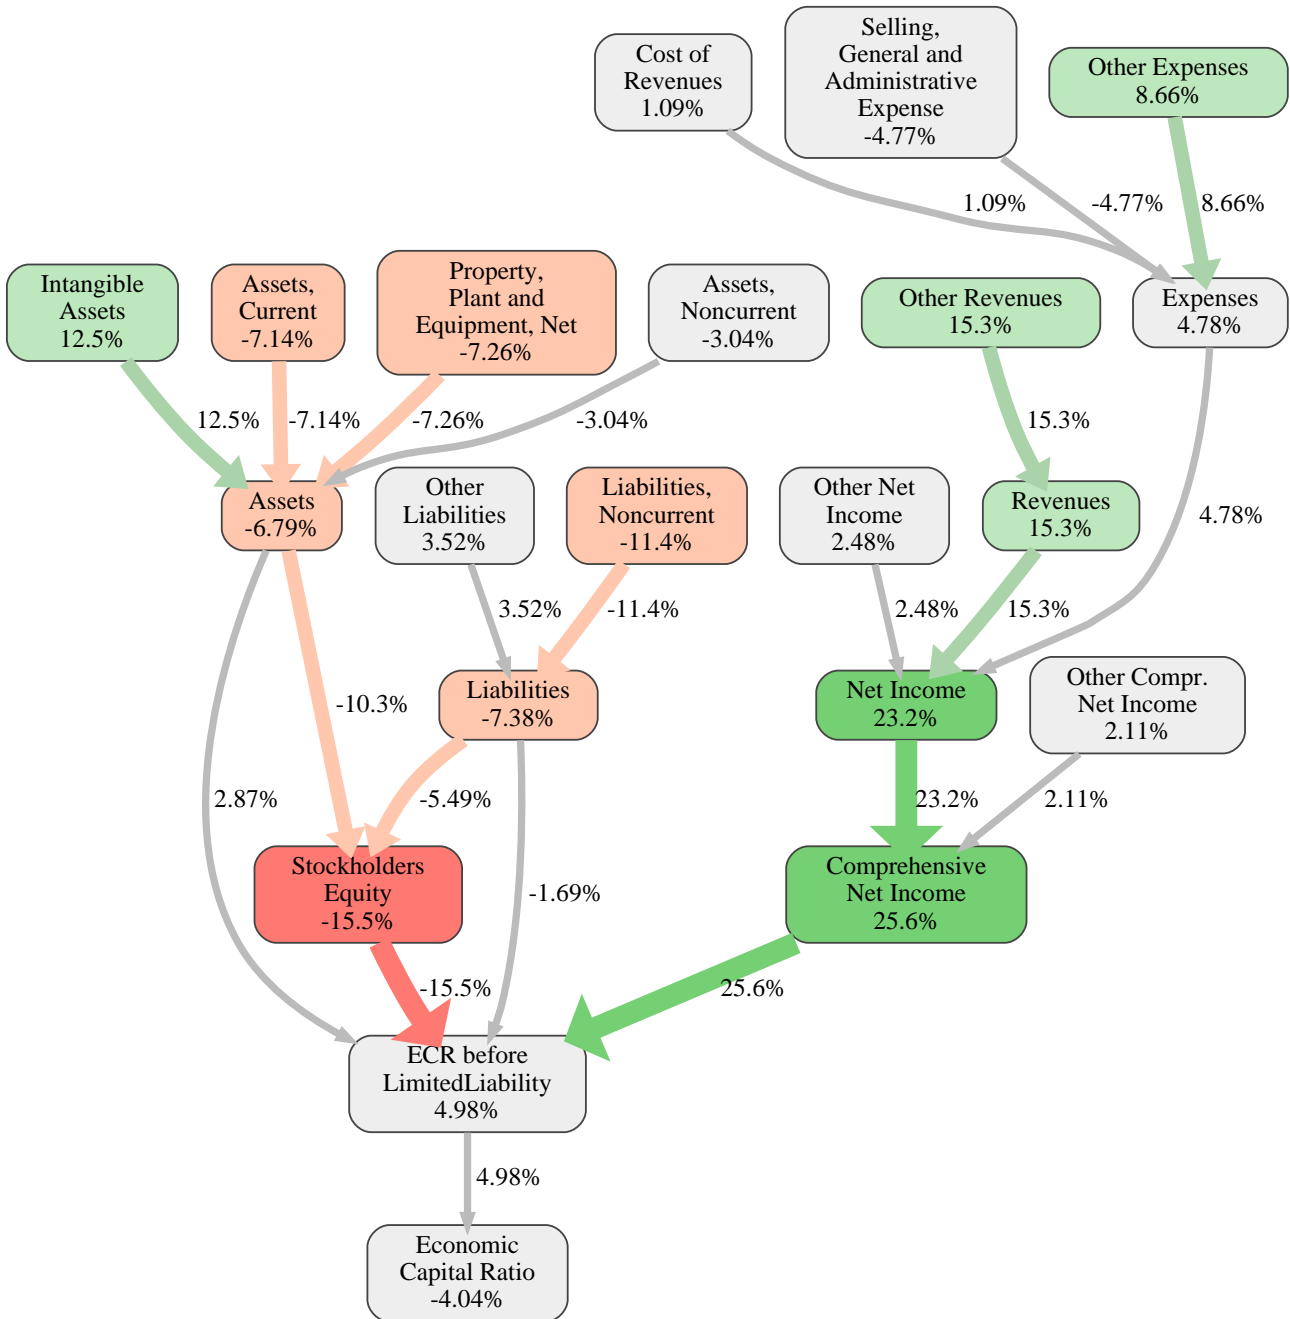 Cost of
Revenues
1.09%
Selling,
General and
Administrative
Expense
-4.77%
Other Expenses
8.66%
1.09%
-4.77%
8.66%
Intangible
Assets
12.5%
Assets,
Current
-7.14%
Property,
Plant and
Equipment, Net
-7.26%
Assets,
Noncurrent
-3.04%
Other Revenues
15.3%
Expenses
4.78%
12.5%
-7.14%
-7.26%
-3.04%
15.3%
4.78%
Assets
-6.79%
Other
Liabilities
3.52%
Liabilities,
Noncurrent
-11.4%
Other Net
Income
2.48%
Revenues
15.3%
3.52%
-11.4%
2.48%
15.3%
-10.3%
Liabilities
-7.38%
Net Income
23.2%
Other Compr.
Net Income
2.11%
2.87%
-5.49%
23.2%
2.11%
Stockholders
Equity
-15.5%
-1.69%
Comprehensive
Net Income
25.6%
-15.5%
25.6%
ECR before
LimitedLiability
4.98%
4.98%
Economic
Capital Ratio
-4.04%